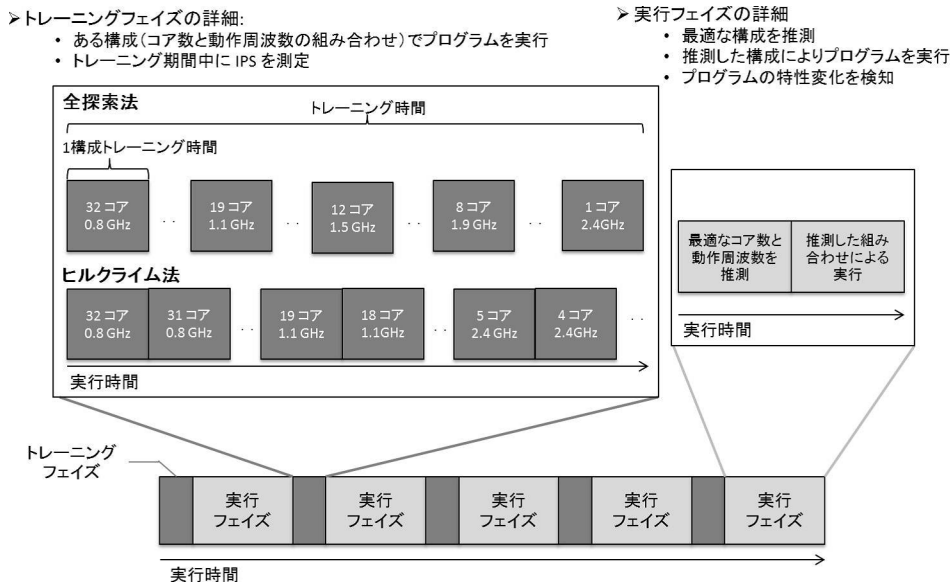 ➢トレーニングフェイズの詳細:
• ある構成(コア数と動作周波数の組み合わせ)でプログラムを実行
• トレーニング期間中に IPS を測定
➢ 実行フェイズの詳細
• 最適な構成を推測
• 推測した構成によりプログラムを実行
• プログラムの特性変化を検知
全探索法
トレーニング時間
1構成トレーニング時間
32 コア
0.8 GHz
. .
19 コア
1.1 GHz
. .
12 コア
1.5 GHz
. .
8 コア
1.9 GHz
. .
1 コア
2.4GHz
ヒルクライム法
32 コア
0.8 GHz
31 コア
0.8 GHz
. .
19 コア
1.1 GHz
18 コア
1.1GHz
. .
5 コア
2.4 GHz
4 コア
2.4GHz
. .
実行時間
最適なコア数と
動作周波数を
推測
推測した組み
合わせによる
実行
実行時間
トレーニング
フェイズ
実行
フェイズ
実行
フェイズ
実行
フェイズ
実行
フェイズ
実行
フェイズ
実行時間